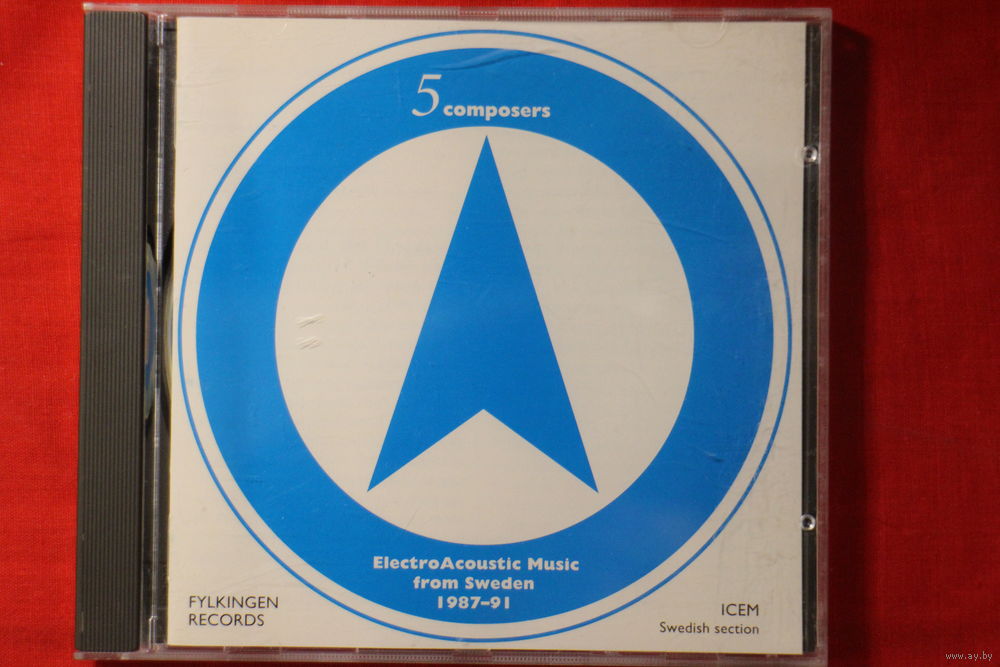 5 composers
ElectroAcoustic Music
from Sweden
1987–91
FYLKINGEN
RECORDS
ICEM
Swedish section
www.ay.by